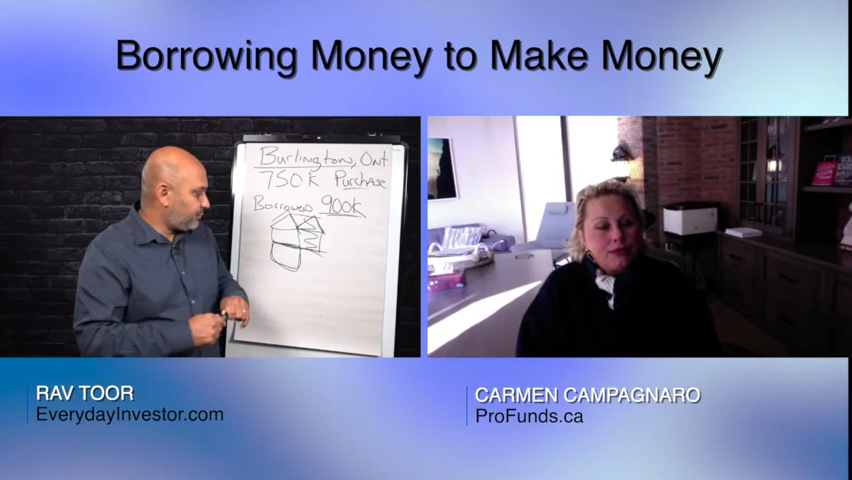 Borrowing Money to Make Money
Burlington, Ont
750k Purchase
Borrowed 900k
RAV TOOR
EverydayInvestor.com
CARMEN CAMPAGNARO
ProFunds.ca